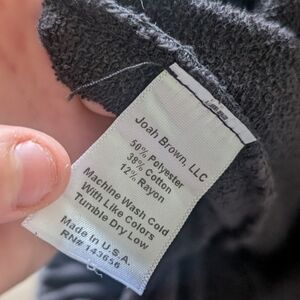 Joah Brown, LLC
50% Polyester
38% Cotton
12% Rayon
Machine Wash Cold
With Like Colors
Tumble Dry Low
Made In U.S.A.
RN# 143656